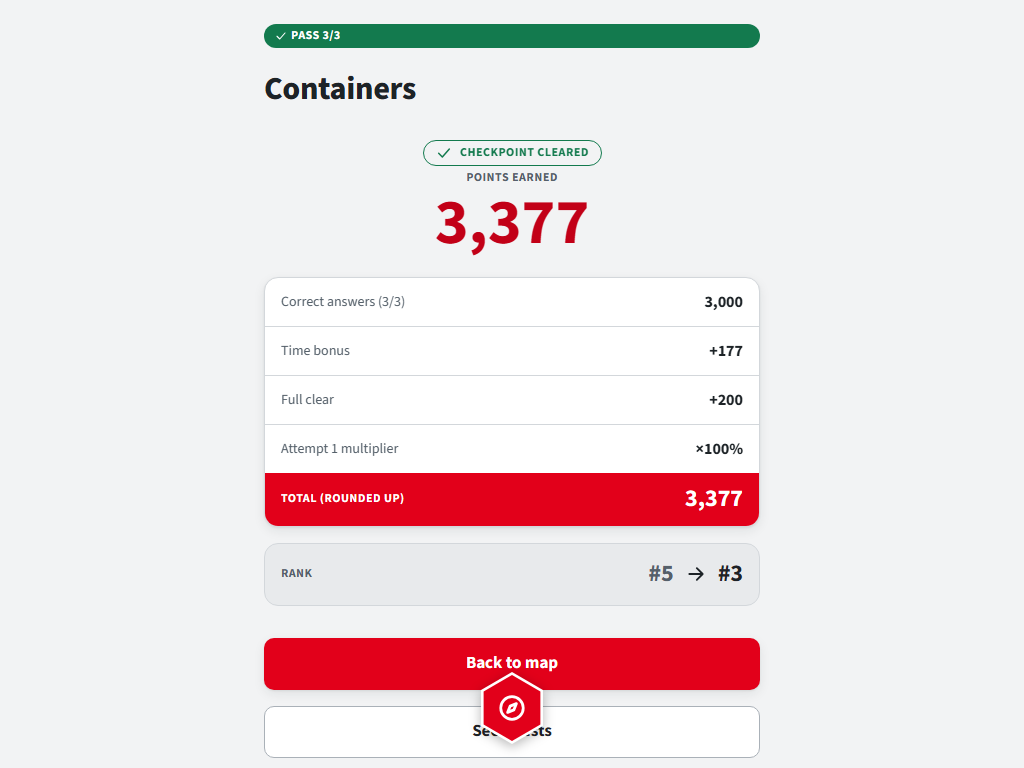 PASS 3/3
Containers
CHECKPOINT CLEARED
POINTS EARNED
3,377
Correct answers (3/3) 3,000
Time bonus +177
Full clear +200
Attempt 1 multiplier ×100%
TOTAL (ROUNDED UP) 3,377
RANK #5 → #3
Back to map